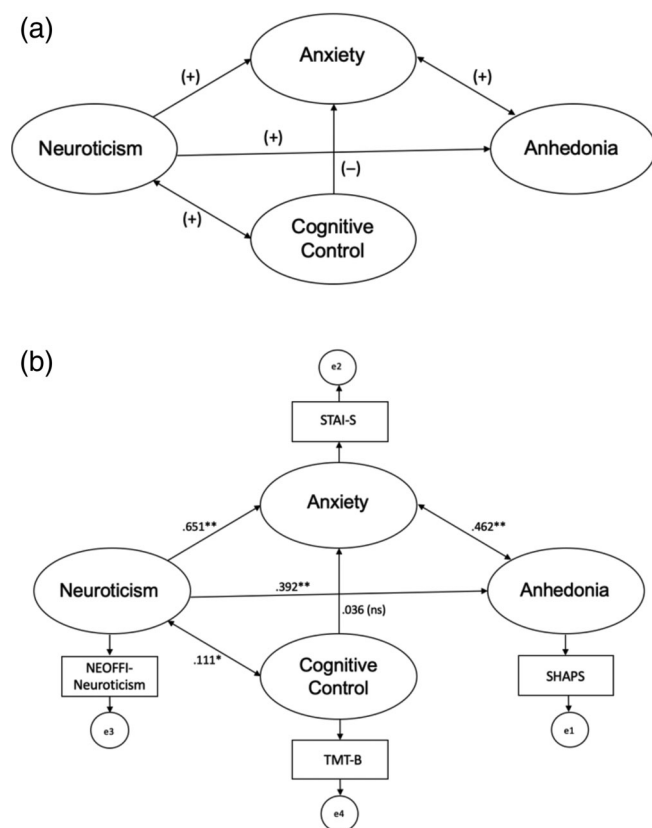 (a)
Anxiety
(+)
(+)
Neuroticism
(+)
Anhedonia
(–)
(+)
Cognitive
Control
(b)
e2
STAI-S
Anxiety
.651**
.462**
Neuroticism
.392**
Anhedonia
.036 (ns)
.111*
Cognitive
Control
NEOFFI-
Neuroticism
SHAPS
e3
e1
TMT-B
e4